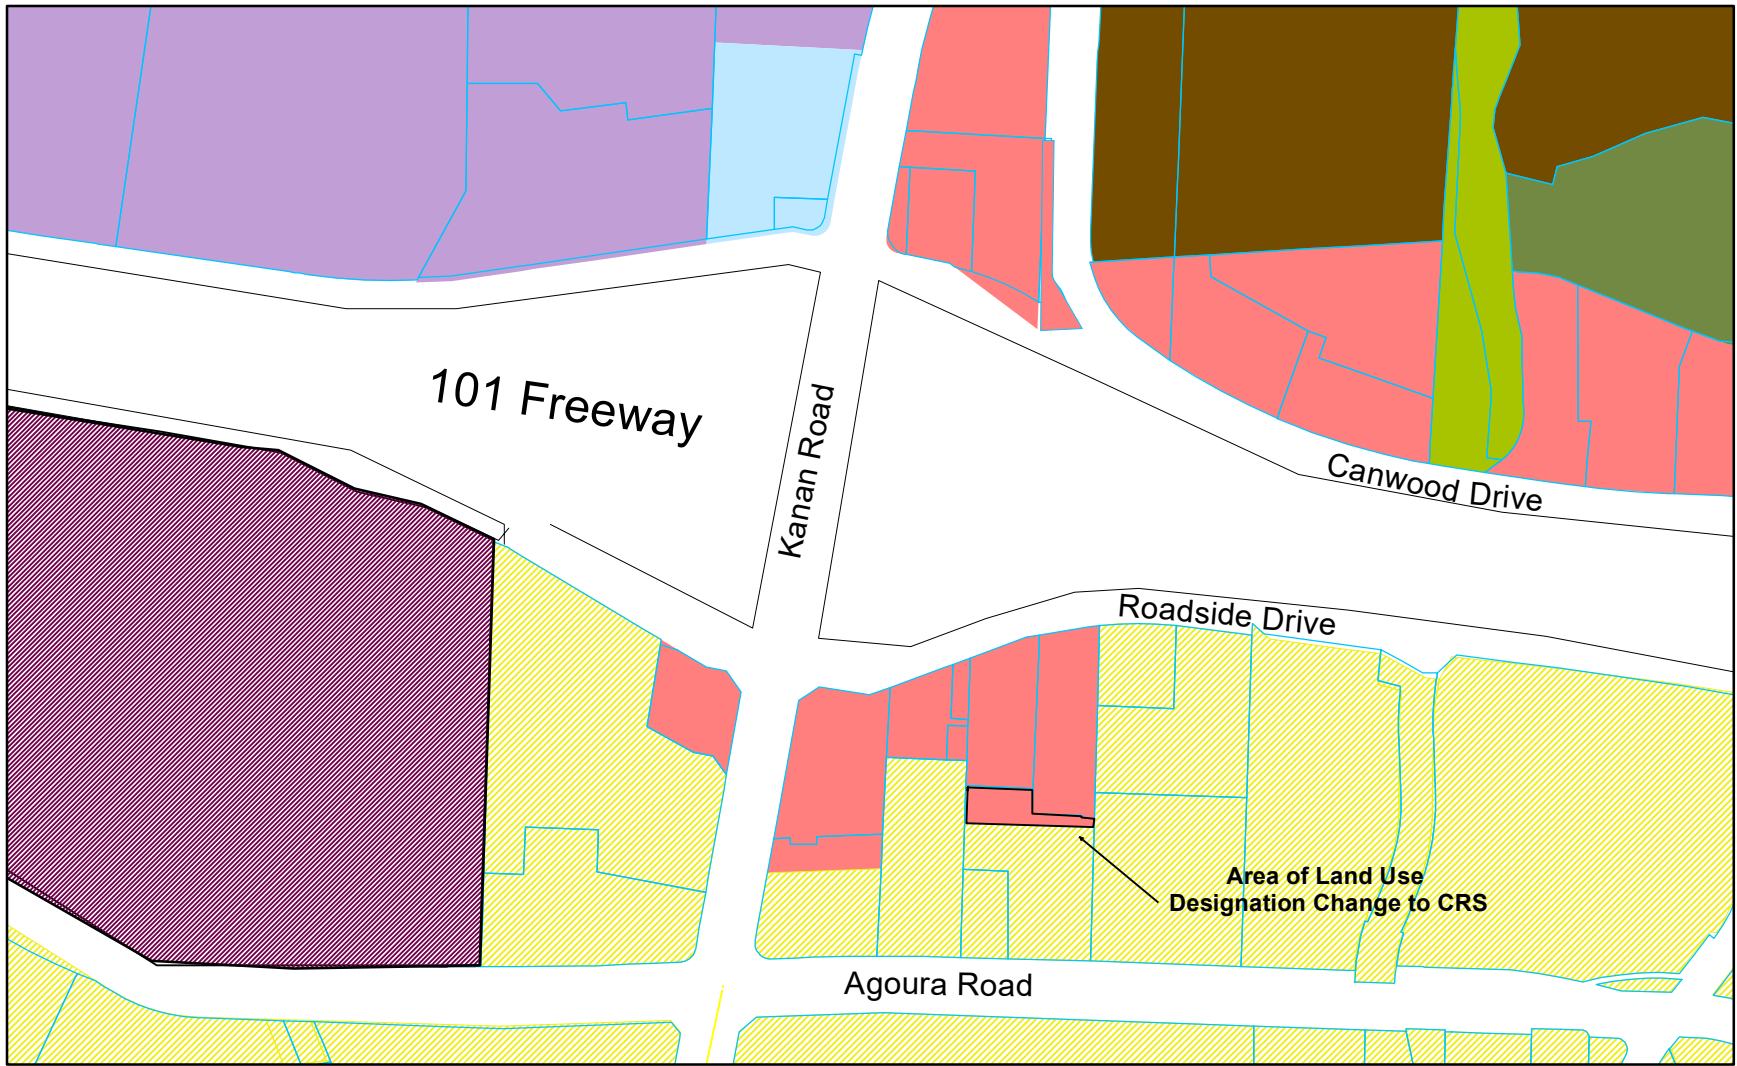 101 Freeway
Kanan Road
Canwood Drive
Roadside Drive
Area of Land Use
Designation Change to CRS
Agoura Road